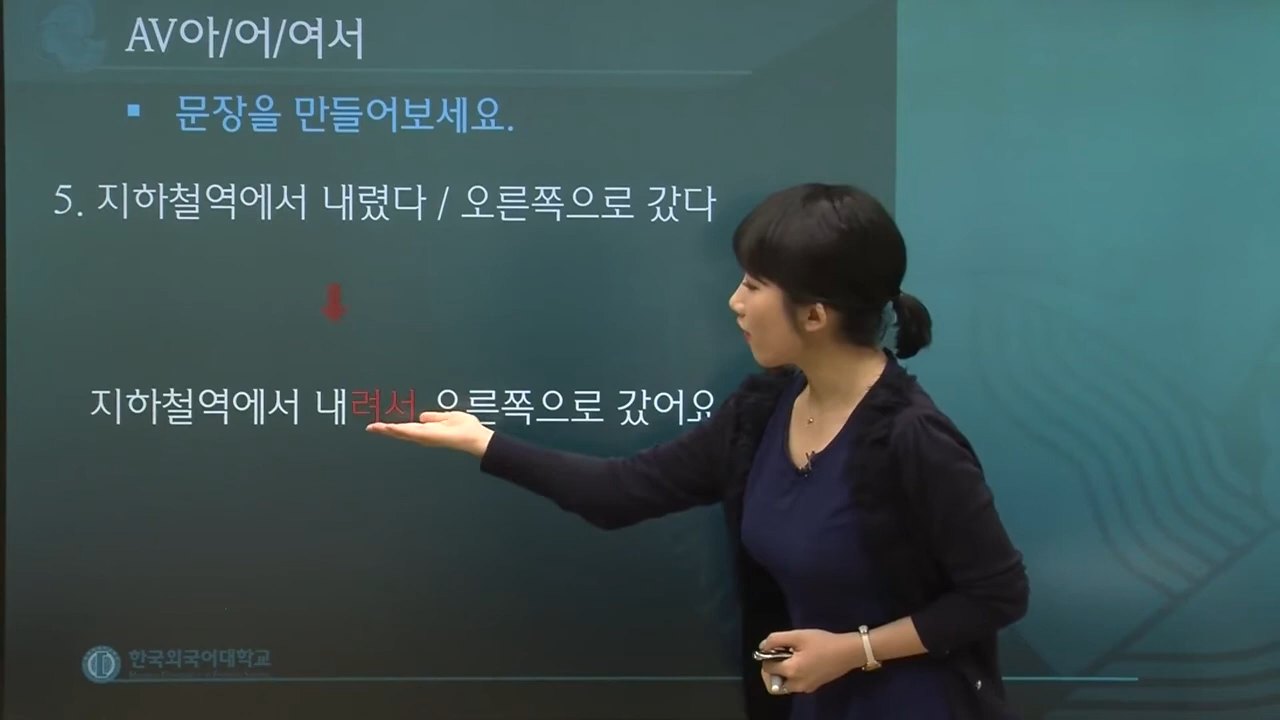 AV아/어/여서
▪ 문장을 만들어보세요.
5. 지하철역에서 내렸다 / 오른쪽으로 갔다
지하철역에서 내려서 오른쪽으로 갔어요
한국외국어대학교